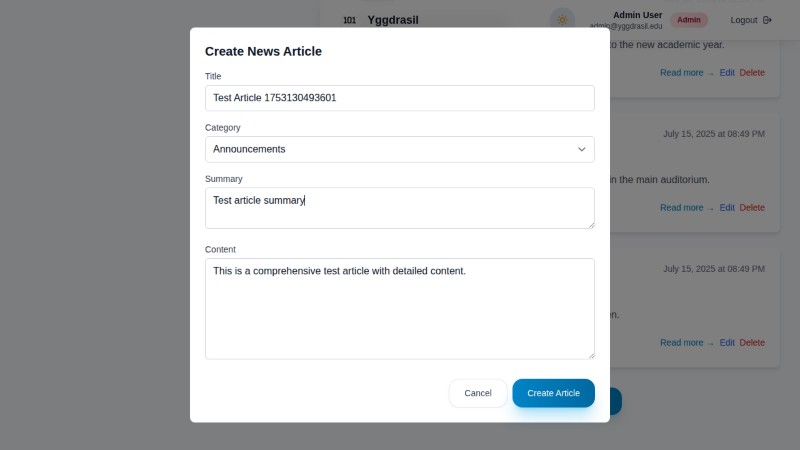 101 Yggdrasil
Admin User
admin@yggdrasil.edu
Admin
Logout
to the new academic year.
Read more → Edit Delete
Create News Article
Title
Test Article 1753130493601
Category
Announcements
Summary
Test article summary
Content
This is a comprehensive test article with detailed content.
Cancel
Create Article
July 15, 2025 at 08:49 PM
in the main auditorium.
Read more → Edit Delete
July 15, 2025 at 08:49 PM
Read more → Edit Delete